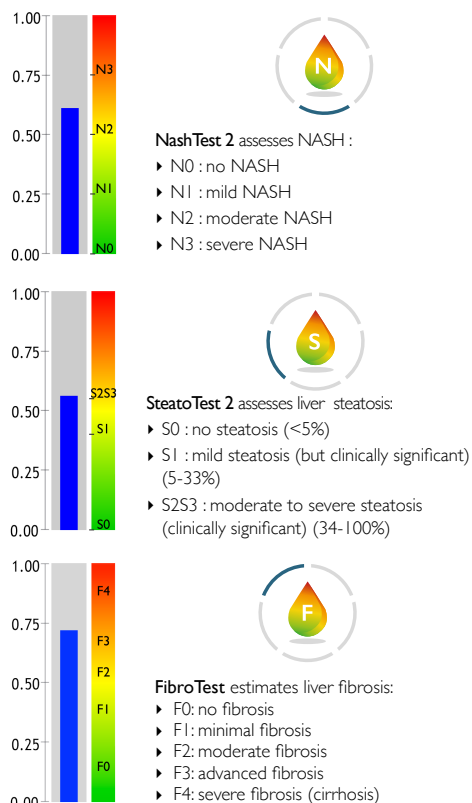 1.00
0.75
0.50
0.25
0.00
N3
N2
N1
N0
N
NashTest 2 assesses NASH :
‣ N0 : no NASH
‣ N1 : mild NASH
‣ N2 : moderate NASH
‣ N3 : severe NASH
1.00
0.75
0.50
0.25
0.00
S2S3
S1
S0
S
SteatoTest 2 assesses liver steatosis:
‣ S0 : no steatosis (<5%)
‣ S1 : mild steatosis (but clinically significant)
(5-33%)
‣ S2S3 : moderate to severe steatosis
(clinically significant) (34-100%)
1.00
0.75
0.50
0.25
0.00
F4
F3
F2
F1
F0
F
FibroTest estimates liver fibrosis:
‣ F0: no fibrosis
‣ F1: minimal fibrosis
‣ F2: moderate fibrosis
‣ F3: advanced fibrosis
‣ F4: severe fibrosis (cirrhosis)